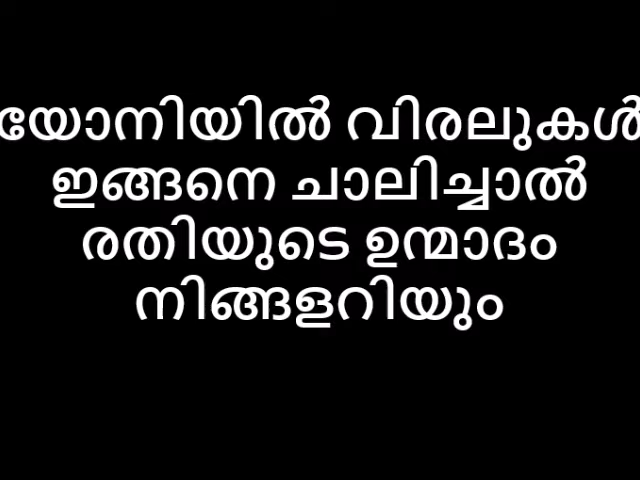 യോനിയിൽ വിരലുകൾ
ഇങ്ങനെ ചാലിച്ചാൽ
രതിയുടെ ഉന്മാദം
നിങ്ങളറിയും